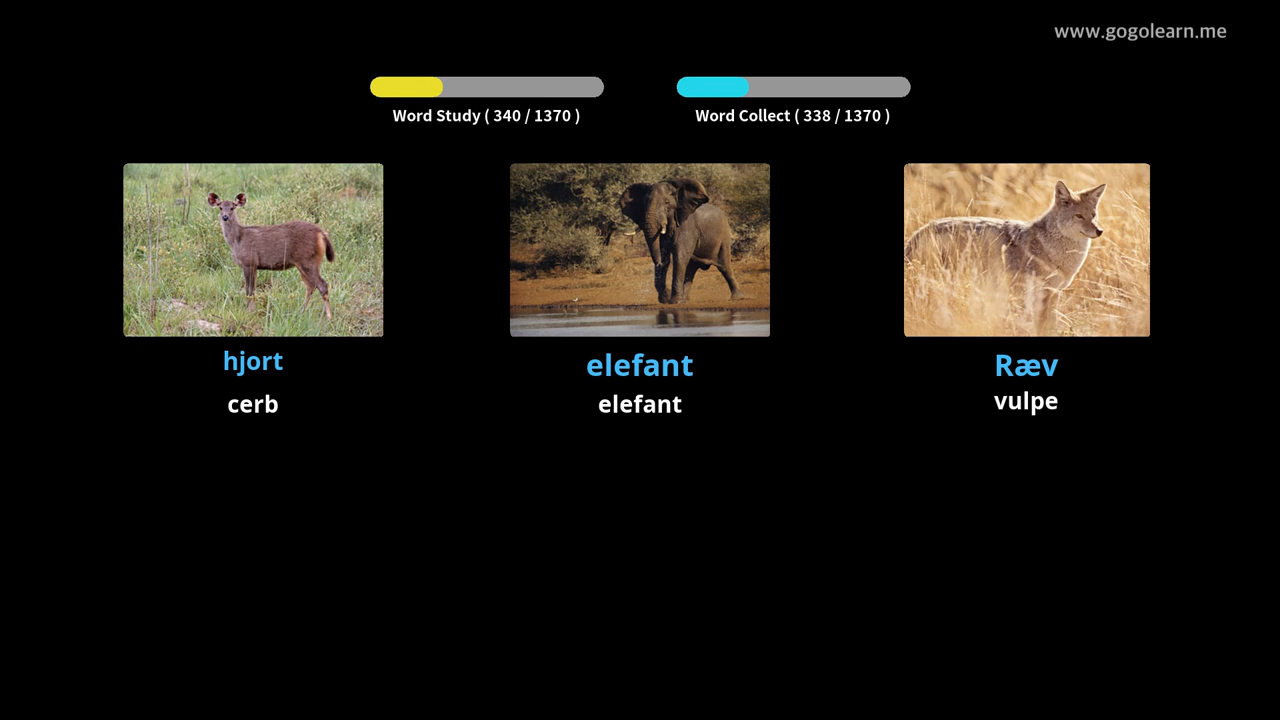 www.gogolearn.me
Word Study ( 340 / 1370 )
Word Collect ( 338 / 1370 )
hjort
cerb
elefant
elefant
Ræv
vulpe